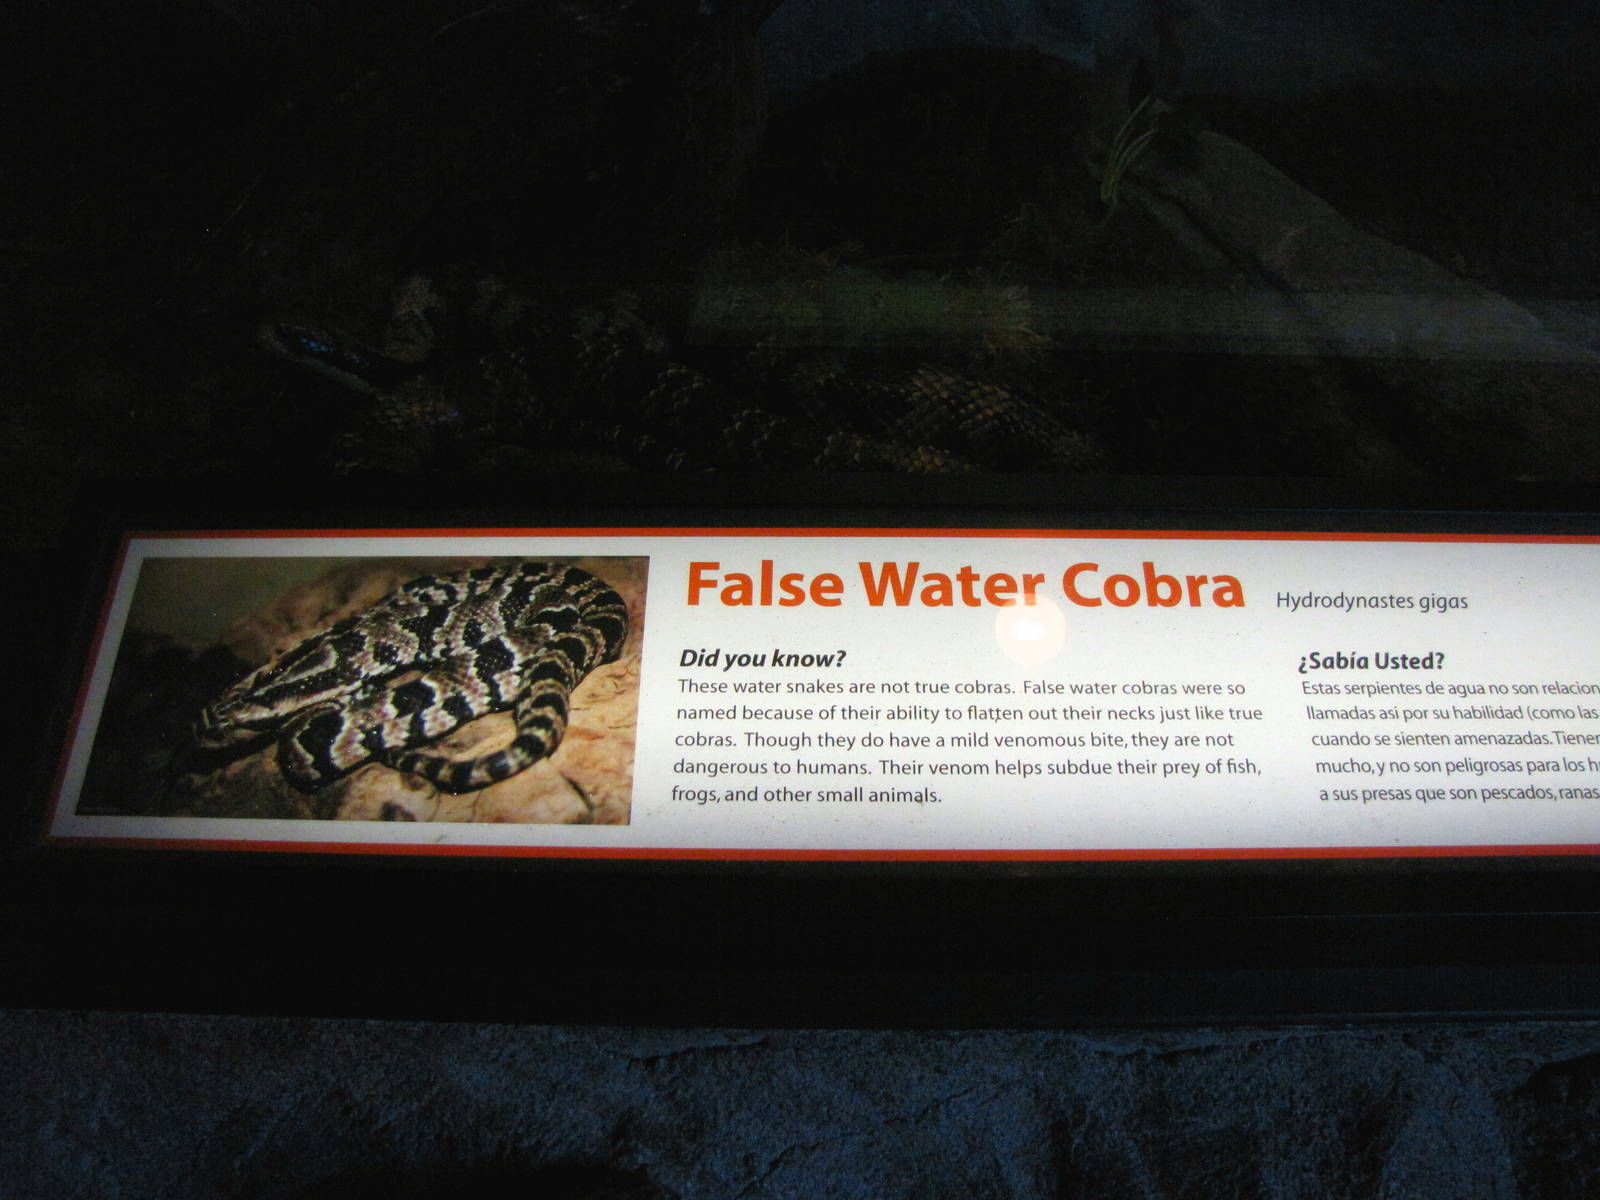 False Water Cobra
Hydrodynastes gigas
Did you know?
These water snakes are not true cobras. False water cobras were so
named because of their ability to flatten out their necks just like true
cobras. Though they do have a mild venomous bite, they are not
dangerous to humans. Their venom helps subdue their prey of fish,
frogs, and other small animals.
¿Sabía Usted?
Estas serpientes de agua no son relacion
llamadas asi por su habilidad (como las
cuando se sienten amenazadas. Tienen
mucho, y no son peligrosas para los h
a sus presas que son pescados, ranas